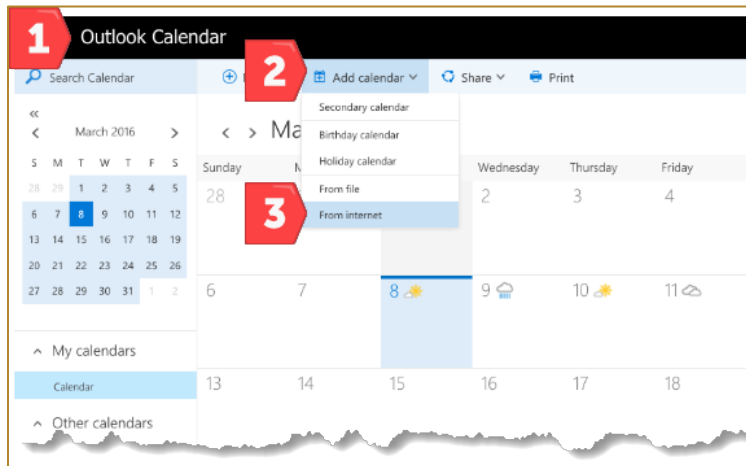 1 Outlook Calendar
Search Calendar 2 Add calendar Share Print
Secondary calendar
Birthday calendar
Holiday calendar
3 From file
From internet
« 
March 2016
S M T W T F S
28 29 1 2 3 4 5
6 7 8 9 10 11 12
13 14 15 16 17 18 19
20 21 22 23 24 25 26
27 28 29 30 31 1 2
My calendars
Calendar
Other calendars
Ma
Sunday Wednesday Thursday Friday
28 2 3 4
6 7 8 9 10 11
13 14 15 16 17 18